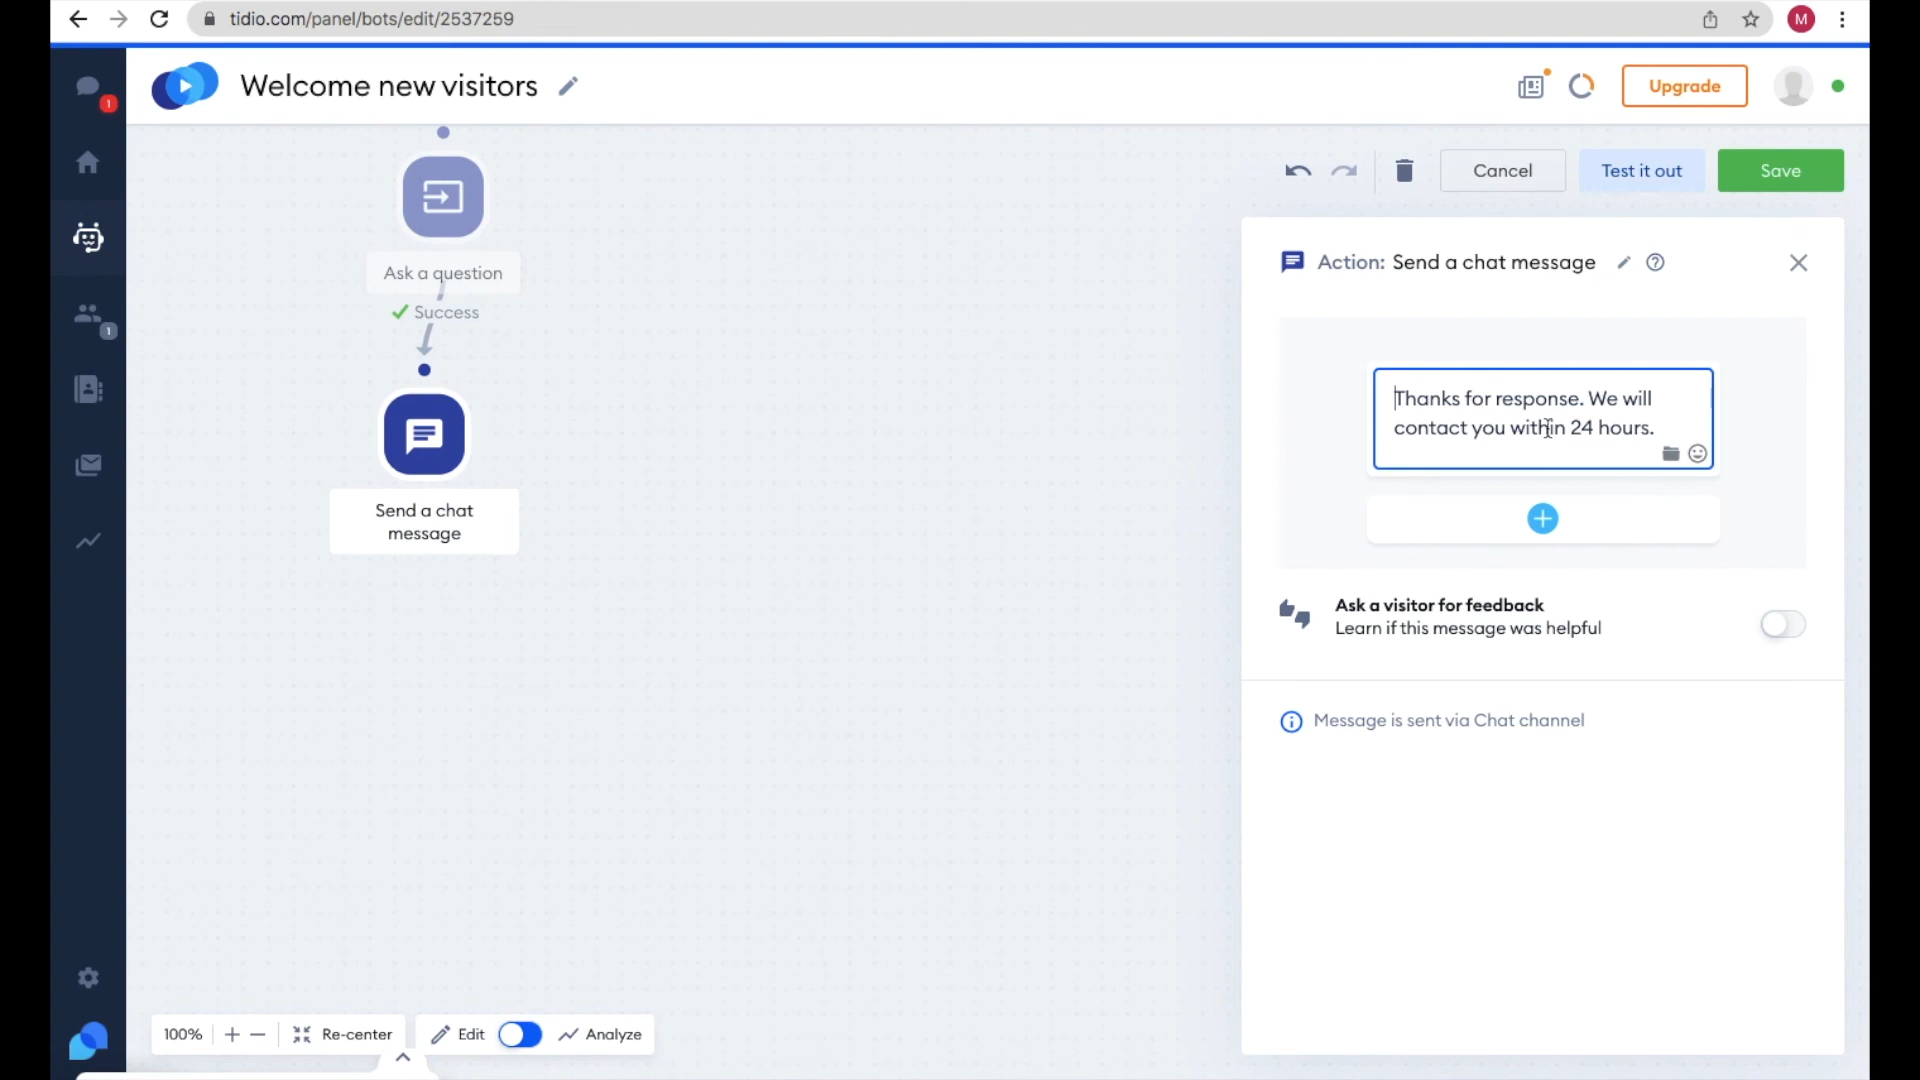 tidio.com/panel/bots/edit/2537259
M
1
Welcome new visitors
Upgrade
Cancel
Test it out
Save
Ask a question
Success
Send a chat
message
1
Action: Send a chat message
Thanks for response. We will
contact you within 24 hours.
Ask a visitor for feedback
Learn if this message was helpful
Message is sent via Chat channel
100%
Re-center
Edit
Analyze